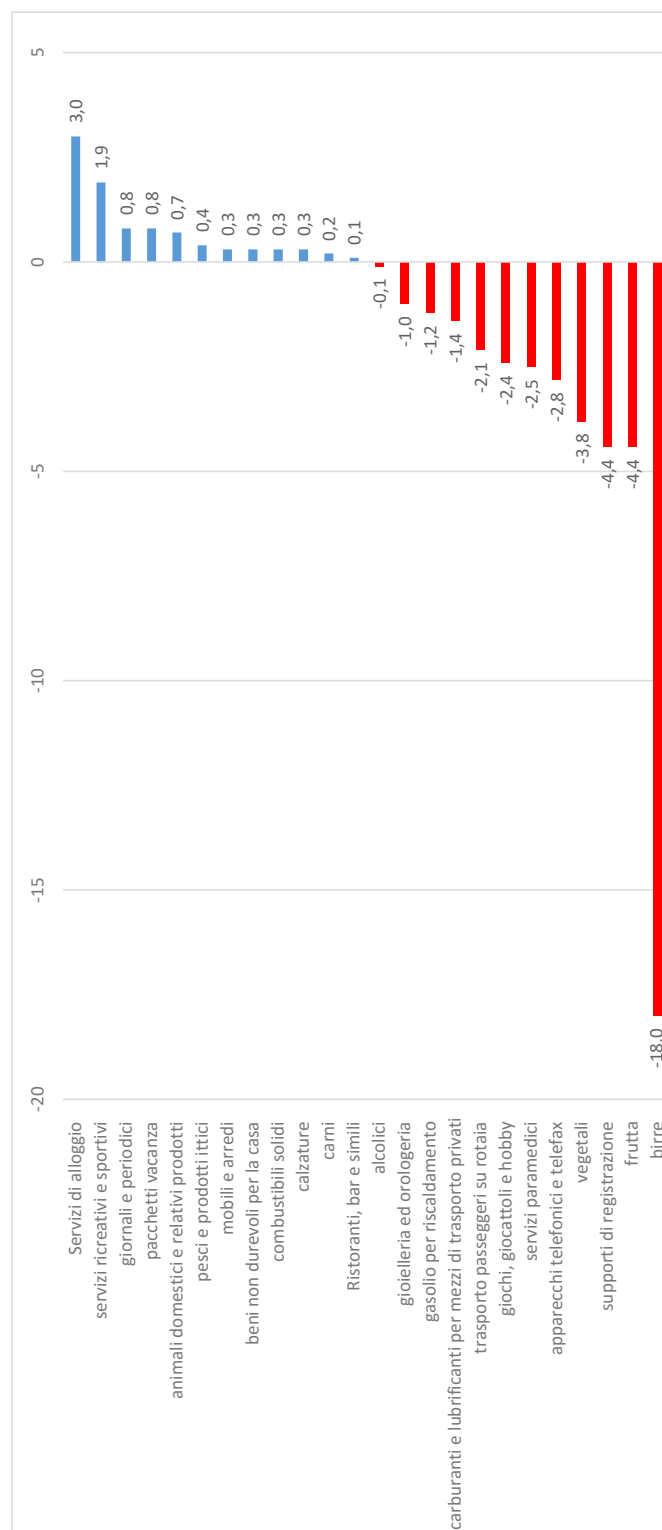 5
0
-5
-10
-15
-20
3,0
1,9
0,8
0,8
0,7
0,4
0,3
0,3
0,3
0,3
0,2
0,1
-0,1
-1,0
-1,2
-1,4
-2,1
-2,4
-2,5
-2,8
-3,8
-4,4
-4,4
-18,0
Servizi di alloggio
servizi ricreativi e sportivi
giornali e periodici
pacchetti vacanza
animali domestici e relativi prodotti
pesci e prodotti ittici
mobili e arredi
beni non durevoli per la casa
combustibili solidi
calzature
carni
Ristoranti, bar e simili
alcolici
gioielleria ed orologeria
gasolio per riscaldamento
carburanti e lubrificanti per mezzi di trasporto privati
trasporto passeggeri su rotaia
giochi, giocattoli e hobby
servizi paramedici
apparecchi telefonici e telefax
vegetali
supporti di registrazione
frutta
birre